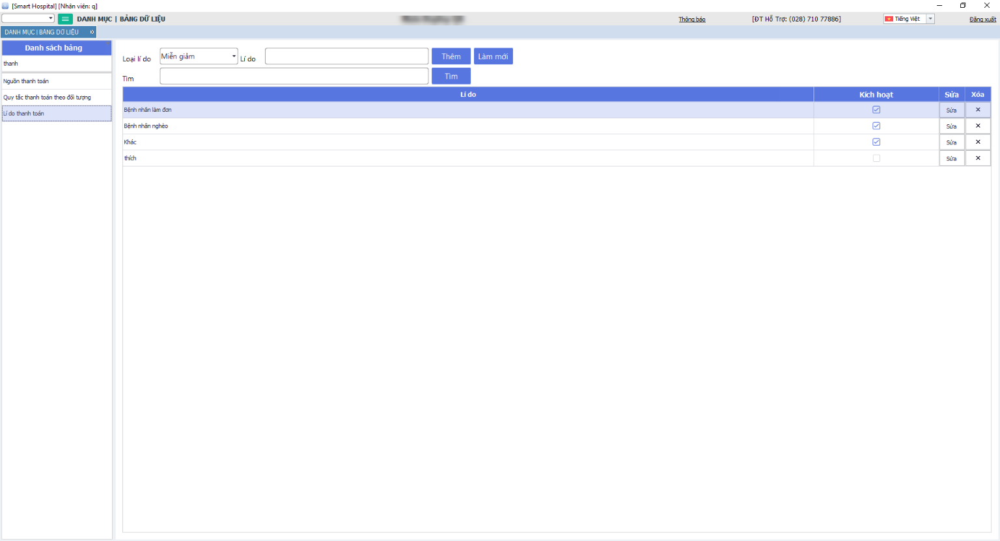 [Smart Hospital] [Nhân viên: q]
DANH MỤC | BẢNG DỮ LIỆU
Thông báo
[ĐT Hỗ Trợ: (028) 710 77886]
Tiếng Việt
Đăng xuất
DANH MỤC | BẢNG DỮ LIỆU
Danh sách bảng
thanh
Nguồn thanh toán
Quy tắc thanh toán theo đối tượng
Lí do thanh toán
Loại lí do Miễn giảm Lí do Thêm Làm mới
Tìm Tìm
Lí do Kích hoạt Sửa Xóa
Bệnh nhân làm đơn Sửa
Bệnh nhân nghèo Sửa
Khác Sửa
thích Sửa